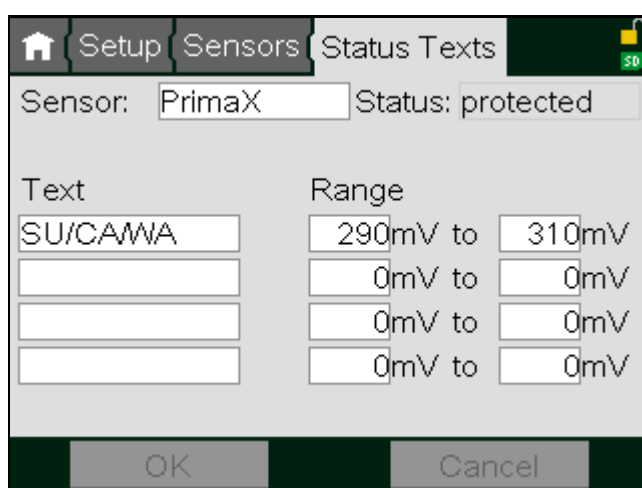 Setup Sensors Status Texts
SD
Sensor: PrimaX Status: protected
Text Range
SU/CA/WA 290mV to 310mV
0mV to 0mV
0mV to 0mV
0mV to 0mV
OK Cancel